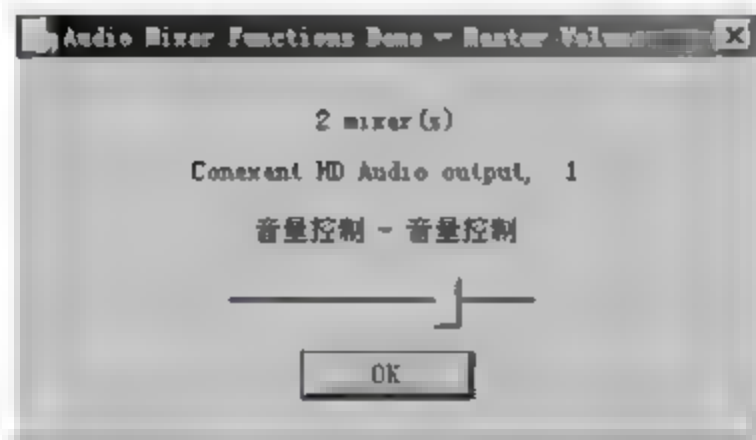 Audio Mixer Functions Demo - Master Volume
2 mixer(s)
Conexant HD Audio output, 1
音量控制 - 音量控制
OK